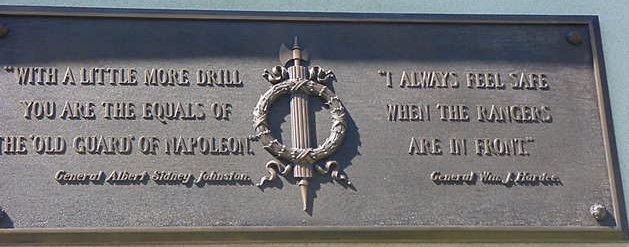 "WITH A LITTLE MORE DRILL
YOU ARE THE EQUALS OF
THE 'OLD GUARD' OF NAPOLEON."
General Albert Sidney Johnston.
"I ALWAYS FEEL SAFE
WHEN THE RANGERS
ARE IN FRONT."
General Wm. J. Hardee.